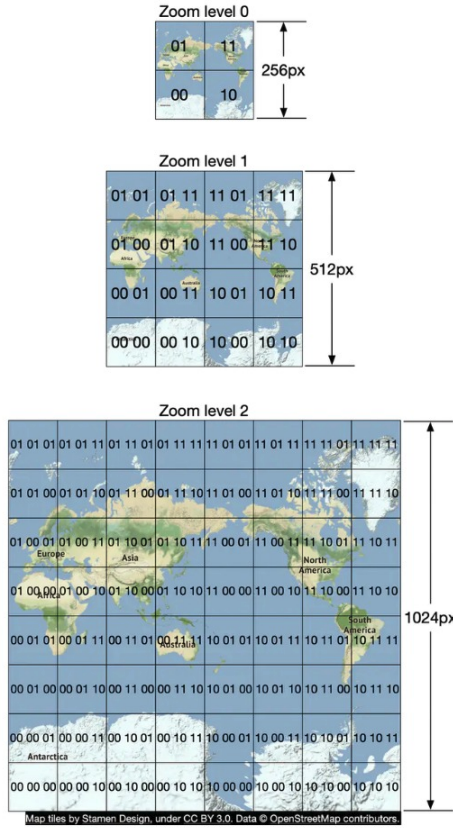 Zoom level 0
01 11
256px
00 10
Zoom level 1
01 01 01 11 11 01 11 11
01 00 01 10 11 00 11 10
Africa
512px
South
America
Australia
00 01 00 11 10 01 10 11
00 00 00 10 10 00 10 10
Zoom level 2
01 01 01 01 01 11 01 11 01 01 11 11 11 01 01 11 01 11 11 11 01 11 11 11
01 01 00 01 01 10 01 11 00 01 11 10 11 01 00 11 01 10 11 11 00 11 11 10
01 00 01 01 00 11 01 10 01 01 10 11 11 00 01 11 00 11 11 10 01 11 10 11
Europe
Asia
North
America
01 00 00 01 00 10 01 10 00 01 10 10 11 00 00 11 00 10 11 10 00 11 10 10
Africa
1024px
South
America
00 01 01 00 01 11 00 11 01 00 11 11 10 01 01 10 01 11 10 11 01 10 11 11
Australia
00 01 00 00 01 10 00 11 00 00 11 10 10 01 00 10 01 10 10 11 00 10 11 10
00 00 01 00 00 11 00 10 01 00 10 11 10 00 01 10 00 11 10 10 01 10 10 11
Antarctica
00 00 00 00 00 10 00 10 00 00 10 10 10 00 00 10 00 10 10 10 00 10 10 10
Map tiles by Stamen Design, under CC BY 3.0. Data © OpenStreetMap contributors.